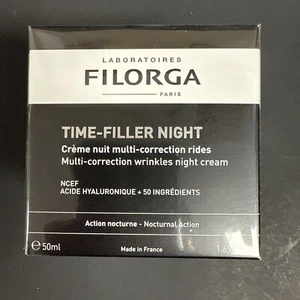 LABORATOIRES
FILORGA
PARIS
TIME-FILLER NIGHT
Crème nuit multi-correction rides
Multi-correction wrinkles night cream
NCEF
ACIDE HYALURONIQUE + 50 INGRÉDIENTS
Action nocturne - Nocturnal Action
℮ 50ml
Made in France